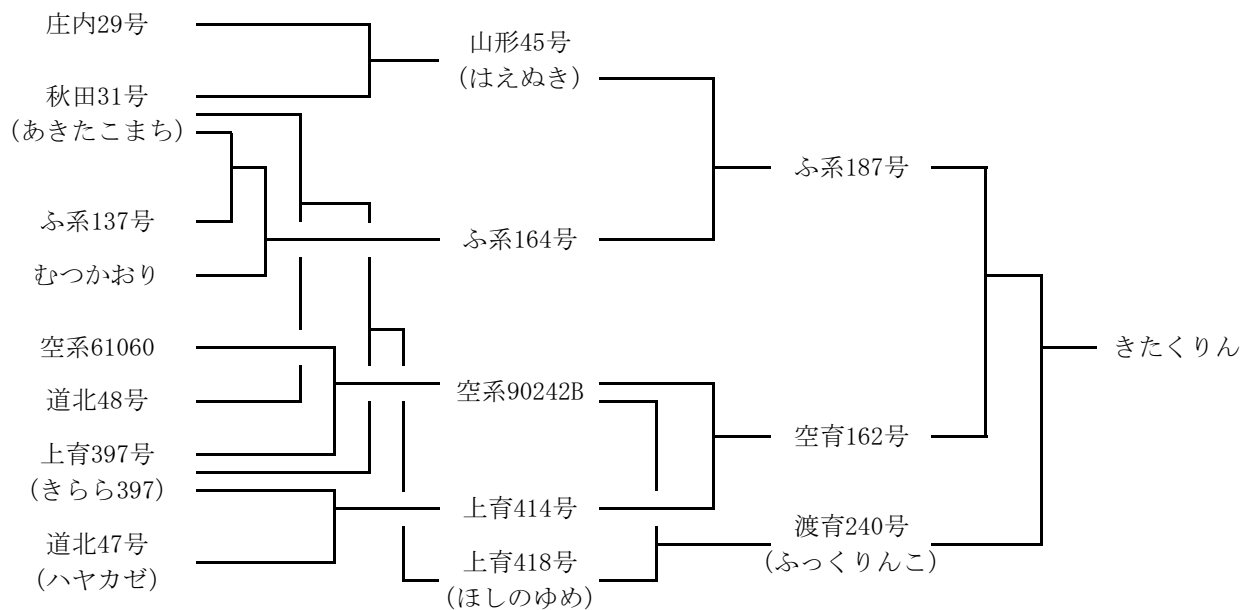 庄内29号
秋田31号
(あきたこまち)
ふ系137号
むつかおり
空系61060
道北48号
上育397号
(きらら397)
道北47号
(ハヤカゼ)
山形45号
(はえぬき)
ふ系164号
空系90242B
上育414号
上育418号
(ほしのゆめ)
ふ系187号
空育162号
渡育240号
(ふっくりんこ)
きたくりん